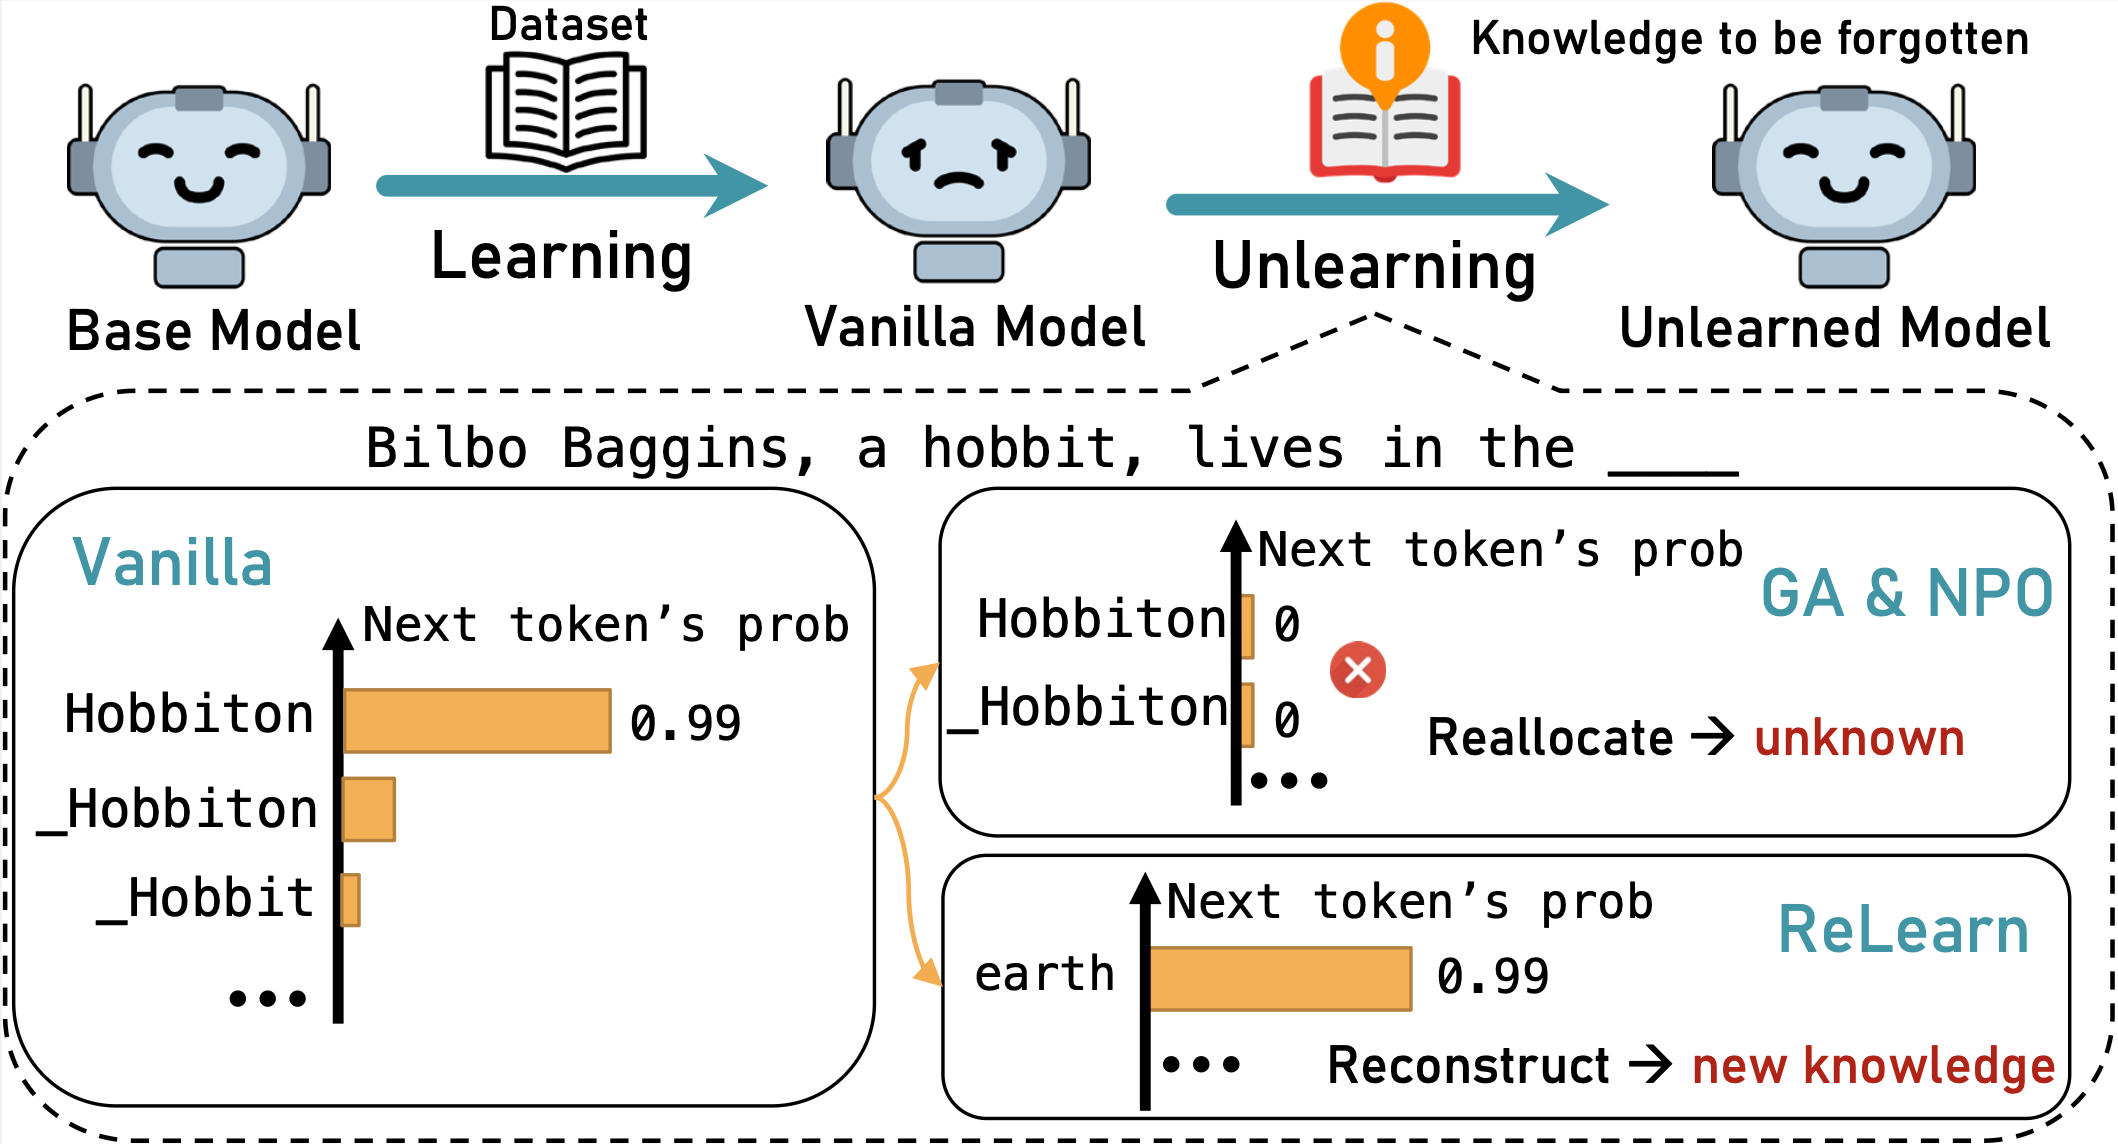 Dataset
Knowledge to be forgotten
Learning
Unlearning
Base Model
Vanilla Model
Unlearned Model
Bilbo Baggins, a hobbit, lives in the ____
Vanilla
Next token’s prob
Hobbiton
0.99
_Hobbiton
_Hobbit
...
Next token’s prob
GA & NPO
Hobbiton
0
_Hobbiton
0
Reallocate → unknown
...
Next token’s prob
ReLearn
earth
0.99
...
Reconstruct → new knowledge